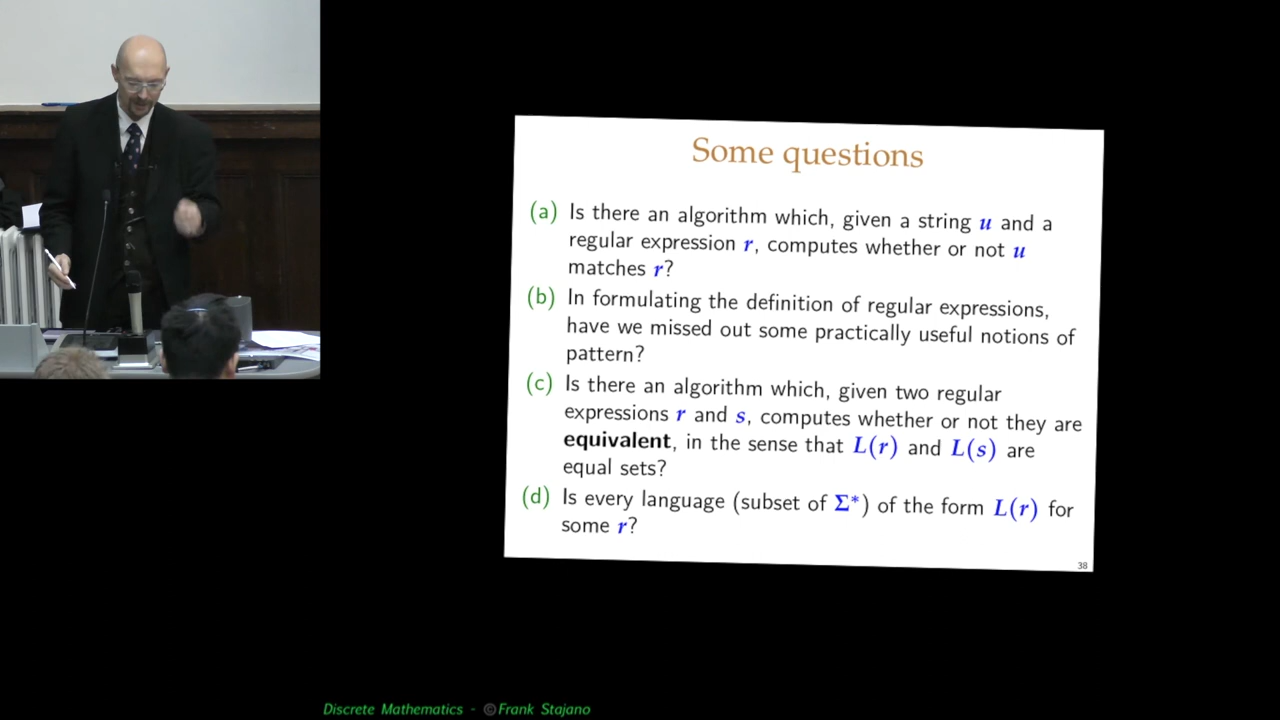 Some questions
(a) Is there an algorithm which, given a string u and a
regular expression r, computes whether or not u
matches r?
(b) In formulating the definition of regular expressions,
have we missed out some practically useful notions of
pattern?
(c) Is there an algorithm which, given two regular
expressions r and s, computes whether or not they are
equivalent, in the sense that L(r) and L(s) are
equal sets?
(d) Is every language (subset of Σ*) of the form L(r) for
some r?
38
Discrete Mathematics - ©Frank Stajano